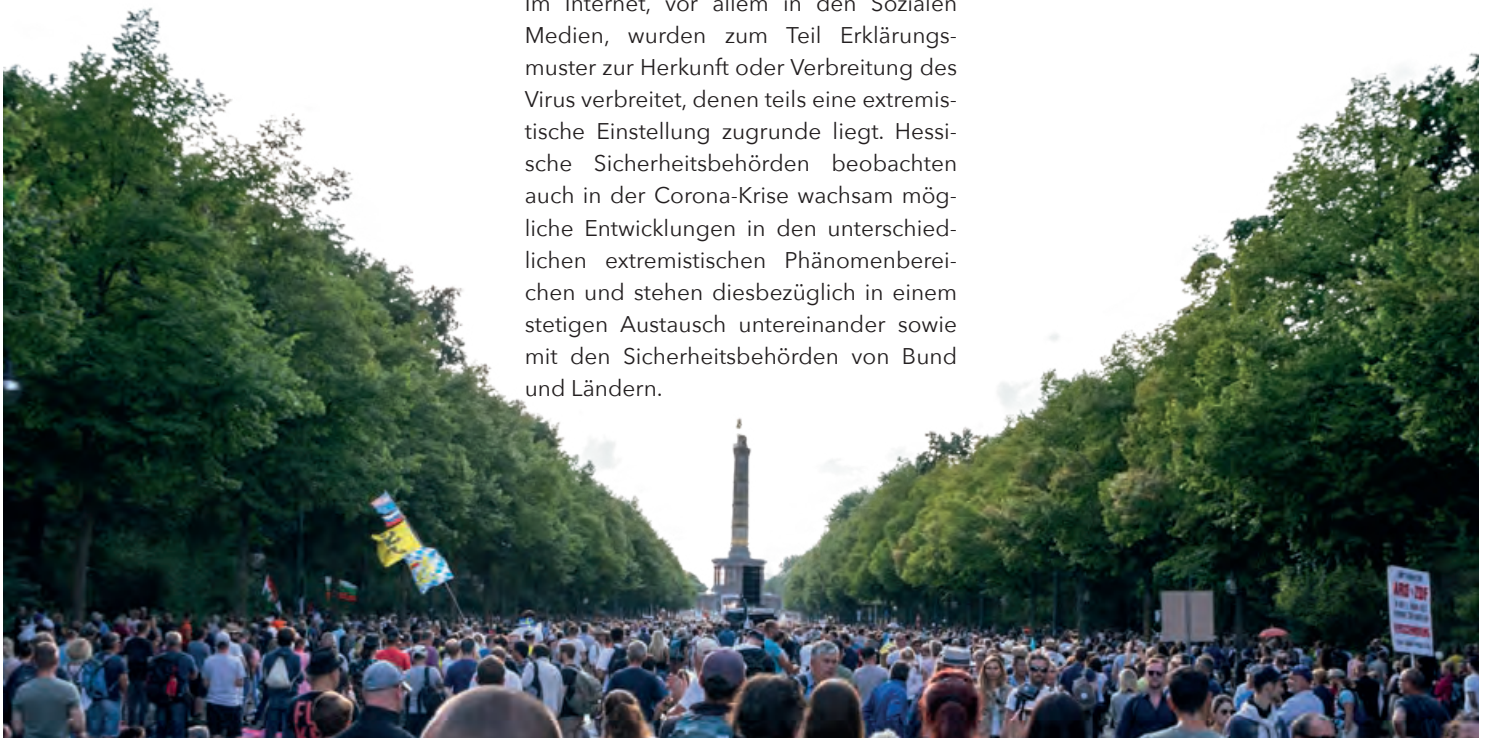 Im Internet, vor allem in den Sozialen
Medien, wurden zum Teil Erklärungs-
muster zur Herkunft oder Verbreitung des
Virus verbreitet, denen teils eine extremis-
tische Einstellung zugrunde liegt. Hessi-
sche Sicherheitsbehörden beobachten
auch in der Corona-Krise wachsam mög-
liche Entwicklungen in den unterschied-
lichen extremistischen Phänomenberei-
chen und stehen diesbezüglich in einem
stetigen Austausch untereinander sowie
mit den Sicherheitsbehörden von Bund
und Ländern.
ARD ZDF